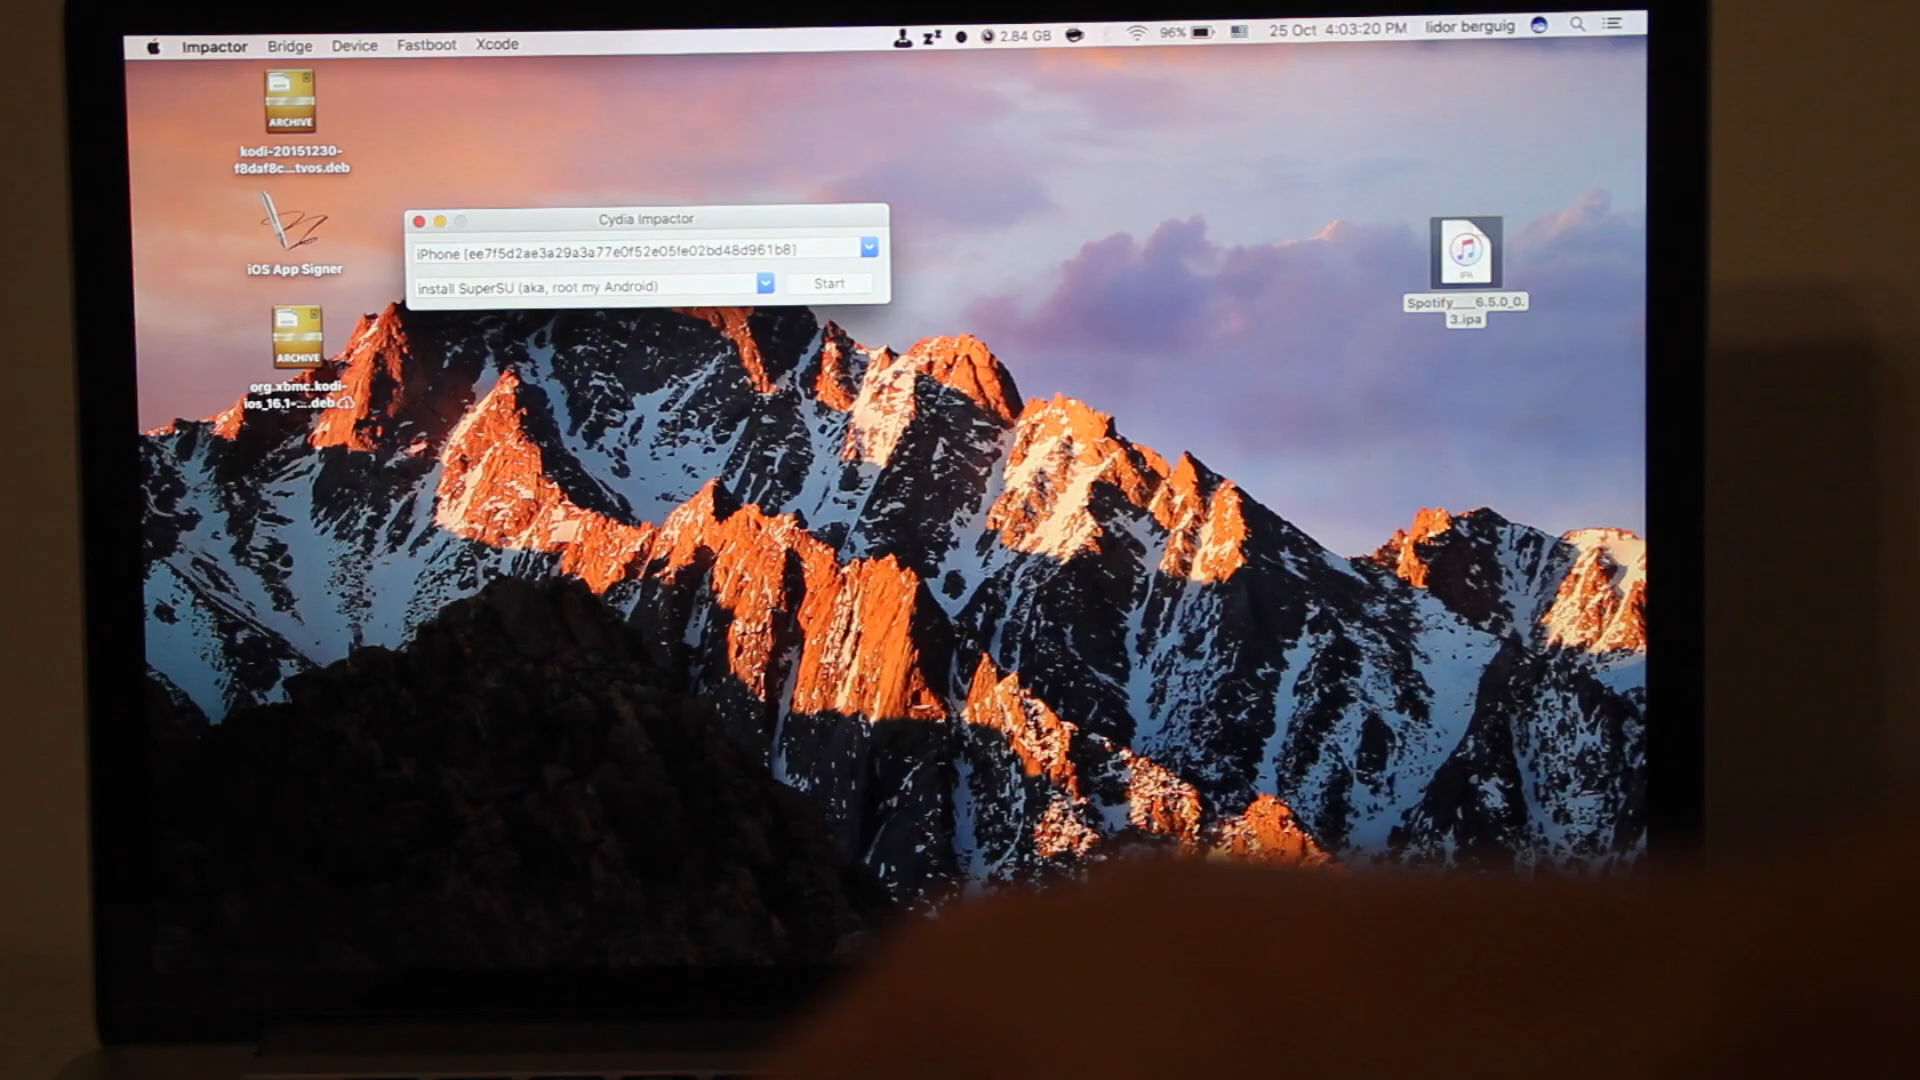 Impactor Bridge Device Fastboot Xcode
2.84 GB 96% 25 Oct 4:03:20 PM lidor berguig
ARCHIVE
kodi-20151230-
f8daf8c...tvos.deb
iOS App Signer
ARCHIVE
org.xbmc.kodi-
ios_16.1-....deb
Cydia Impactor
iPhone [ee7f5d2ae3a29a3a77e0f52e05fe02bd48d961b8]
install SuperSU (aka, root my Android)
Start
IPA
Spotify___6.5.0_0.
3.ipa